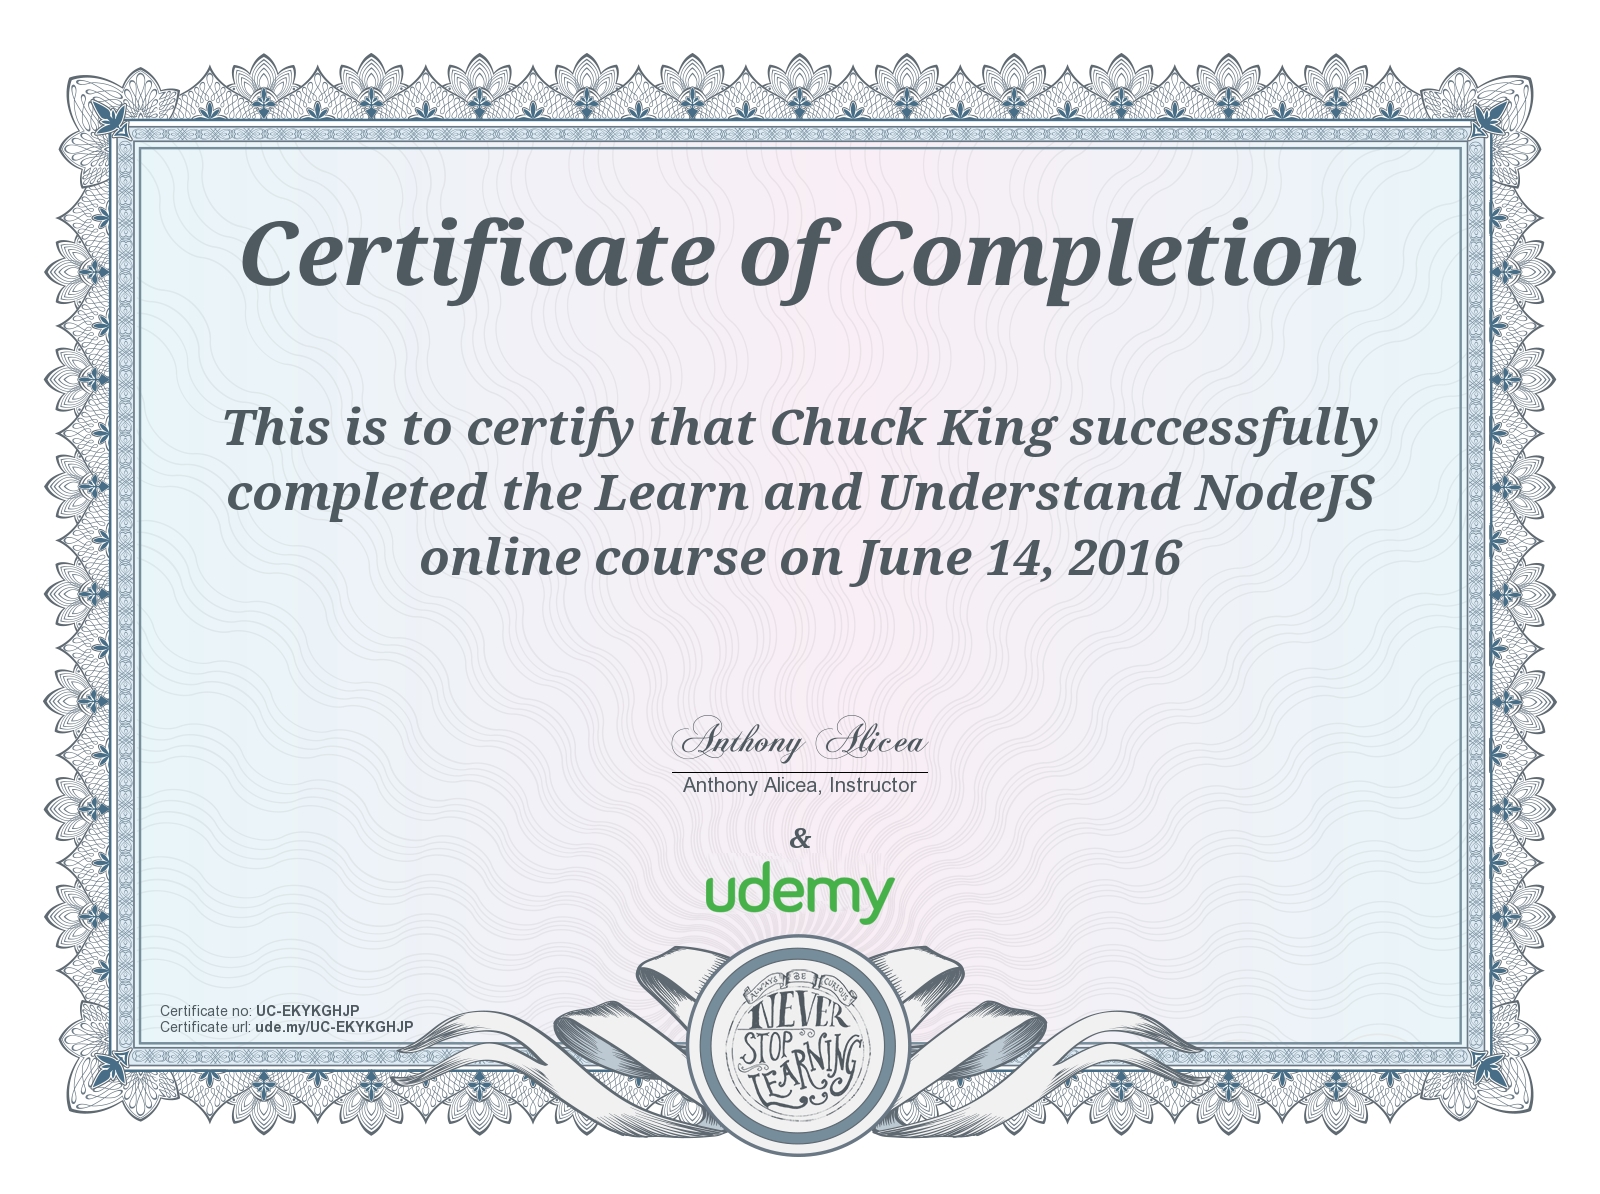 Certificate of Completion
This is to certify that Chuck King successfully
completed the Learn and Understand NodeJS
online course on June 14, 2016
Anthony Alicea
Anthony Alicea, Instructor
&
udemy
Certificate no: UC-EKYKGHJP
Certificate url: ude.my/UC-EKYKGHJP
ALWAYS BE CURIOUS
NEVER
STOP
LEARNING